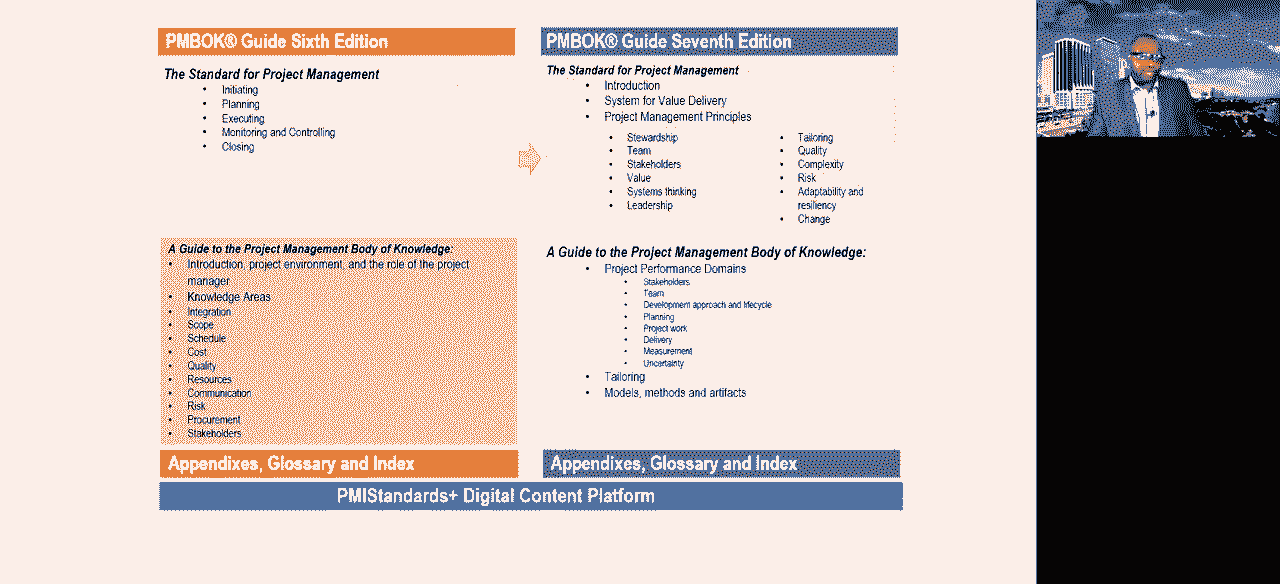 PMBOK® Guide Sixth Edition
The Standard for Project Management
• Initiating
• Planning
• Executing
• Monitoring and Controlling
• Closing
A Guide to the Project Management Body of Knowledge:
• Introduction, project environment, and the role of the project
manager
• Knowledge Areas
• Integration
• Scope
• Schedule
• Cost
• Quality
• Resources
• Communication
• Risk
• Procurement
• Stakeholders
Appendixes, Glossary and Index
PMBOK® Guide Seventh Edition
The Standard for Project Management
• Introduction
• System for Value Delivery
• Project Management Principles
• Stewardship
• Team
• Stakeholders
• Value
• Systems thinking
• Leadership
• Tailoring
• Quality
• Complexity
• Risk
• Adaptability and
resiliency
• Change
A Guide to the Project Management Body of Knowledge:
• Project Performance Domains
• Stakeholders
• Team
• Development approach and lifecycle
• Planning
• Project work
• Delivery
• Measurement
• Uncertainty
• Tailoring
• Models, methods and artifacts
Appendixes, Glossary and Index
PMIStandards+ Digital Content Platform